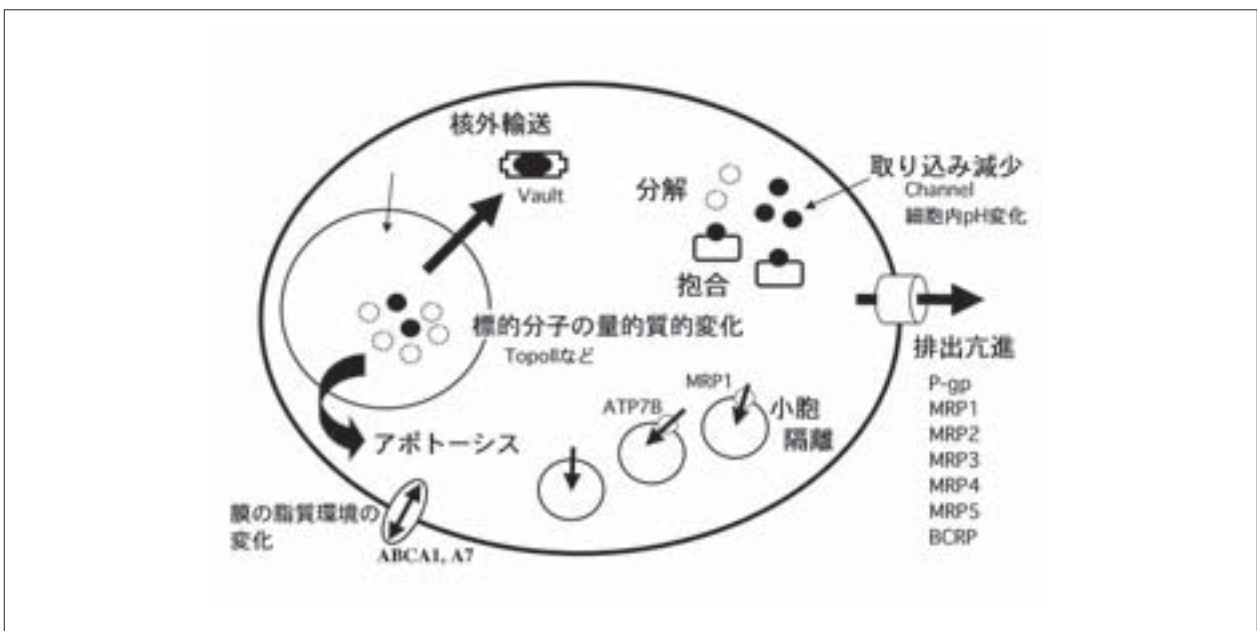 核外輸送
Vault
分解
取り込み減少
Channel
細胞内pH変化
抱合
標的分子の量的質的変化
TopoIIなど
排出亢進
P-gp
MRP1
MRP2
MRP3
MRP4
MRP5
BCRP
MRP1
ATP7B
小胞
隔離
アポトーシス
膜の脂質環境の
変化
ABCA1, A7